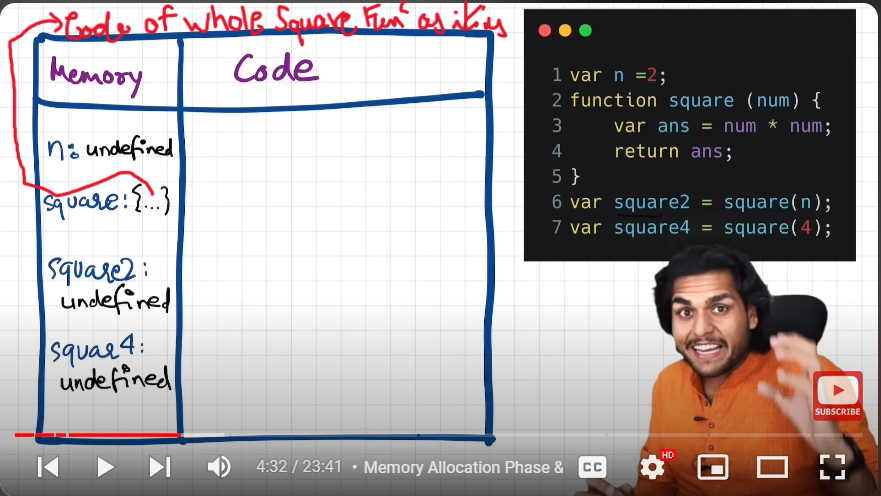 Code of whole Square Fun" as it is
Memory
Code
n: undefined
square: {...}
square2:
undefined
squar4:
undefined
1 var n =2;
2 function square (num) {
3 var ans = num * num;
4 return ans;
5 }
6 var square2 = square(n);
7 var square4 = square(4);
SUBSCRIBE
4:32 / 23:41 • Memory Allocation Phase &
CC
HD